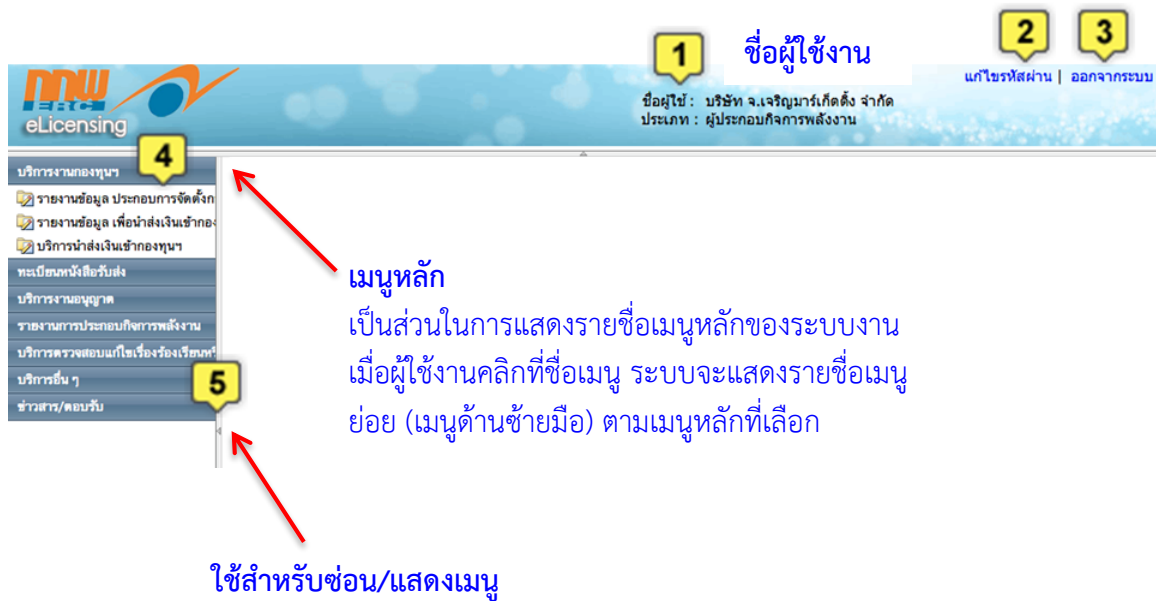 1
ชื่อผู้ใช้งาน
2
3
แก้ไขรหัสผ่าน | ออกจากระบบ
กกพ
ERC
eLicensing
ชื่อผู้ใช้ : บริษัท จ.เจริญมาร์เก็ตติ้ง จำกัด
ประเภท : ผู้ประกอบกิจการพลังงาน
4
บริการงานกองทุนฯ
รายงานข้อมูล ประกอบการจัดตั้งก
รายงานข้อมูล เพื่อนำส่งเงินเข้ากอง
บริการนำส่งเงินเข้ากองทุนฯ
ทะเบียนหนังสือรับส่ง
บริการงานอนุญาต
รายงานการประกอบกิจการพลังงาน
บริการตรวจสอบแก้ไขเรื่องร้องเรียนหรื
บริการอื่น ๆ
5
ข่าวสาร/ตอบรับ
เมนูหลัก
เป็นส่วนในการแสดงรายชื่อเมนูหลักของระบบงาน
เมื่อผู้ใช้งานคลิกที่ชื่อเมนู ระบบจะแสดงรายชื่อเมนู
ย่อย (เมนูด้านซ้ายมือ) ตามเมนูหลักที่เลือก
ใช้สำหรับซ่อน/แสดงเมนู